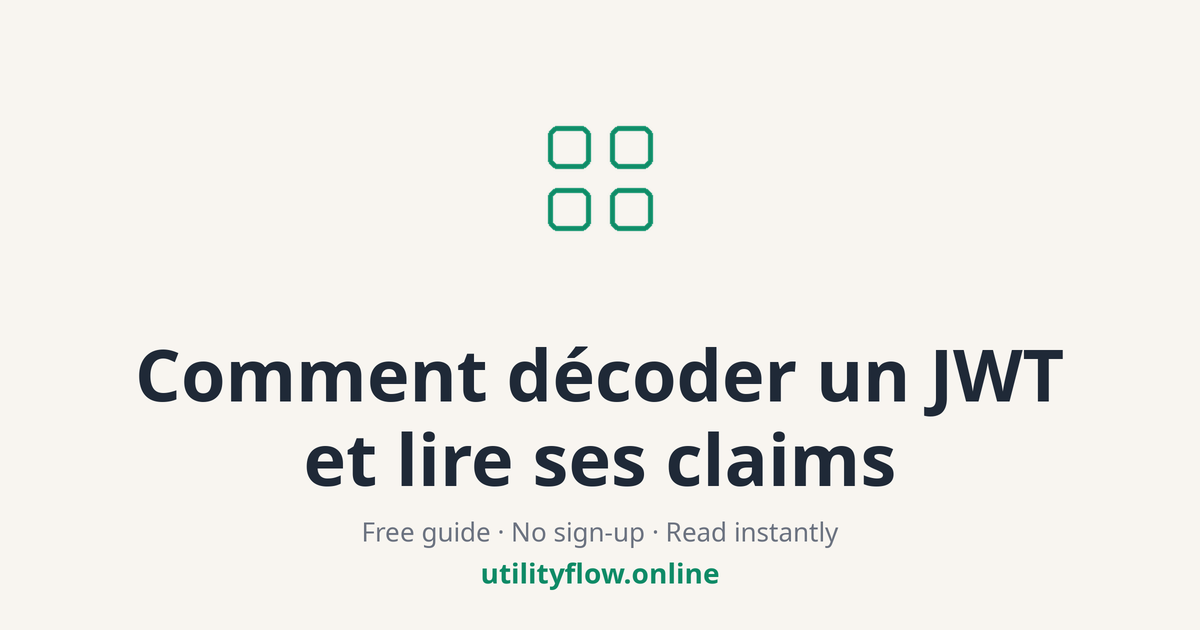 Comment décoder un JWT
et lire ses claims
Free guide · No sign-up · Read instantly
utilityflow.online